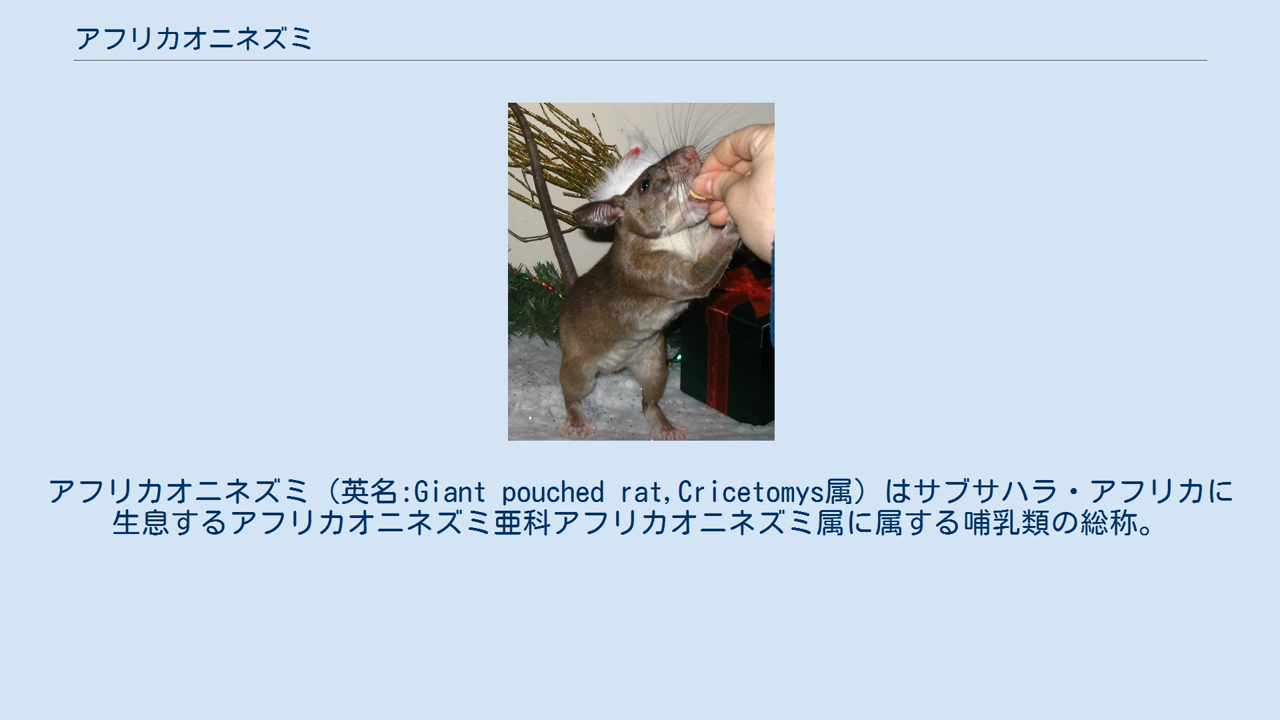 アフリカオニネズミ
アフリカオニネズミ（英名:Giant pouched rat,Cricetomys属）はサブサハラ・アフリカに
生息するアフリカオニネズミ亜科アフリカオニネズミ属に属する哺乳類の総称。